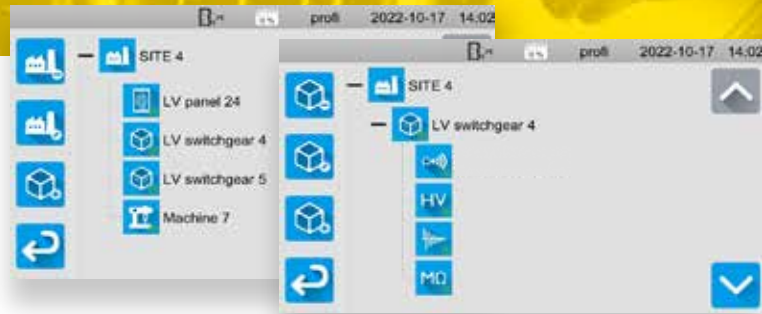 profi 2022-10-17 14:02
SITE 4
LV panel 24
LV switchgear 4
LV switchgear 5
Machine 7
profi 2022-10-17 14:02
SITE 4
LV switchgear 4
HV
MΩ